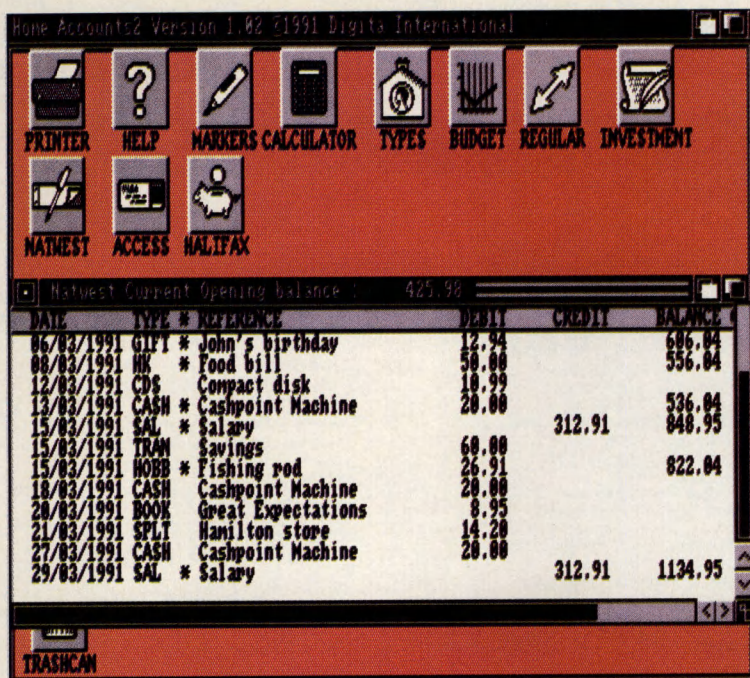 Home Accounts2 Version 1.02 ©1991 Digita International
PRINTER HELP MARKERS CALCULATOR TYPES BUDGET REGULAR INVESTMENT
NATWEST ACCESS HALIFAX
Natwest Current Opening balance : 425.98
DATE TYPE * REFERENCE DEBIT CREDIT BALANCE
06/03/1991 GIFT * John's birthday 12.94 606.04
08/03/1991 HK * Food bill 50.00 556.04
12/03/1991 CDS Compact disk 10.99
13/03/1991 CASH * Cashpoint Machine 20.00 536.04
15/03/1991 SAL * Salary 312.91 848.95
15/03/1991 TRAN Savings 60.00
15/03/1991 HOBB * Fishing rod 26.91 822.04
18/03/1991 CASH Cashpoint Machine 20.00
20/03/1991 BOOK Great Expectations 8.95
21/03/1991 SPLT Hamilton store 14.20
27/03/1991 CASH Cashpoint Machine 20.00
29/03/1991 SAL * Salary 312.91 1134.95
TRASHCAN